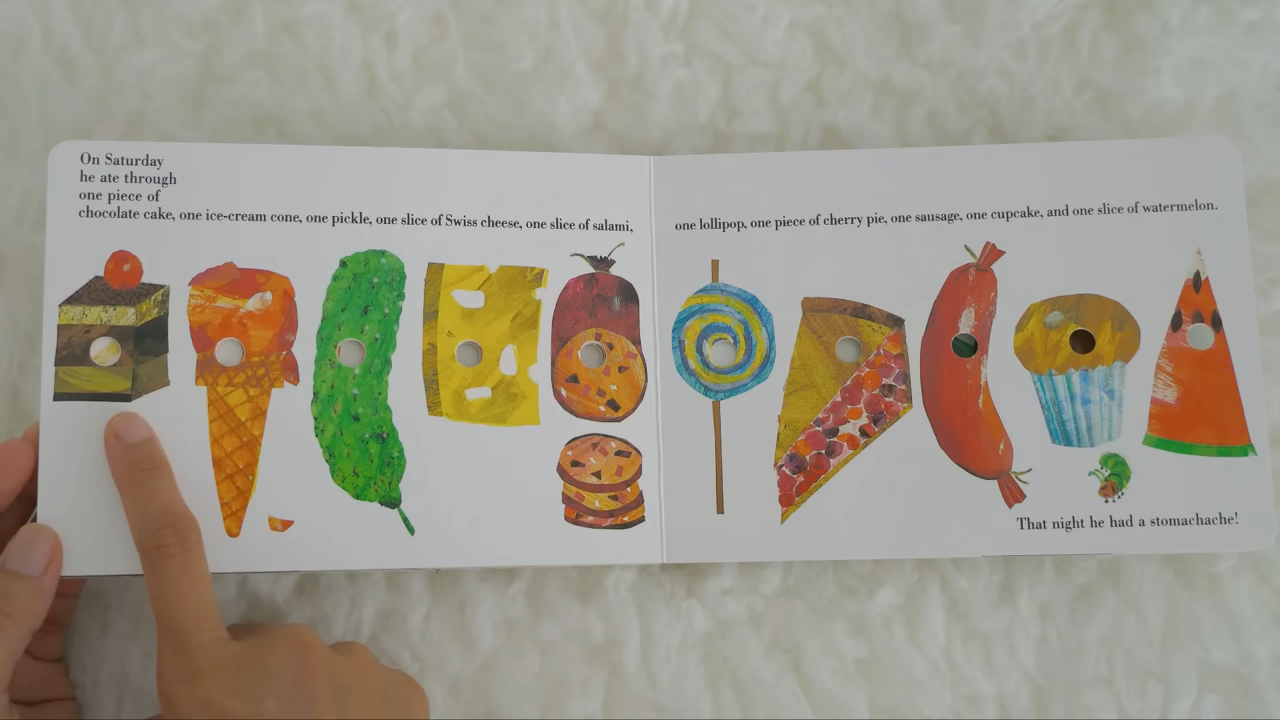 On Saturday
he ate through
one piece of
chocolate cake, one ice-cream cone, one pickle, one slice of Swiss cheese, one slice of salami,
one lollipop, one piece of cherry pie, one sausage, one cupcake, and one slice of watermelon.
That night he had a stomachache!